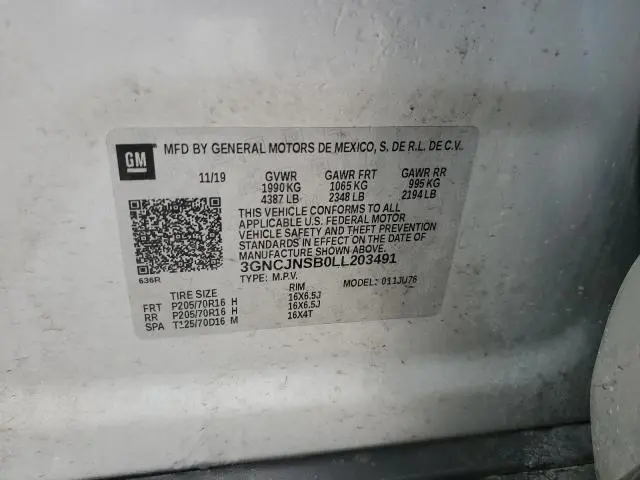 GM MFD BY GENERAL MOTORS DE MEXICO, S. DE R.L. DE C.V.
11/19 GVWR GAWR FRT GAWR RR
1990 KG 1065 KG 995 KG
4387 LB 2348 LB 2194 LB
THIS VEHICLE CONFORMS TO ALL
APPLICABLE U.S. FEDERAL MOTOR
VEHICLE SAFETY AND THEFT PREVENTION
STANDARDS IN EFFECT ON THE DATE OF
MANUFACTURE SHOWN ABOVE.
3GNCJNSB0LL203491
636R TYPE: M.P.V. 011JU76
TIRE SIZE RIM
FRT P205/70R16 H 16X6.5J
RR P205/70R16 H 16X6.5J
SPA T125/70D16 M 16X4T